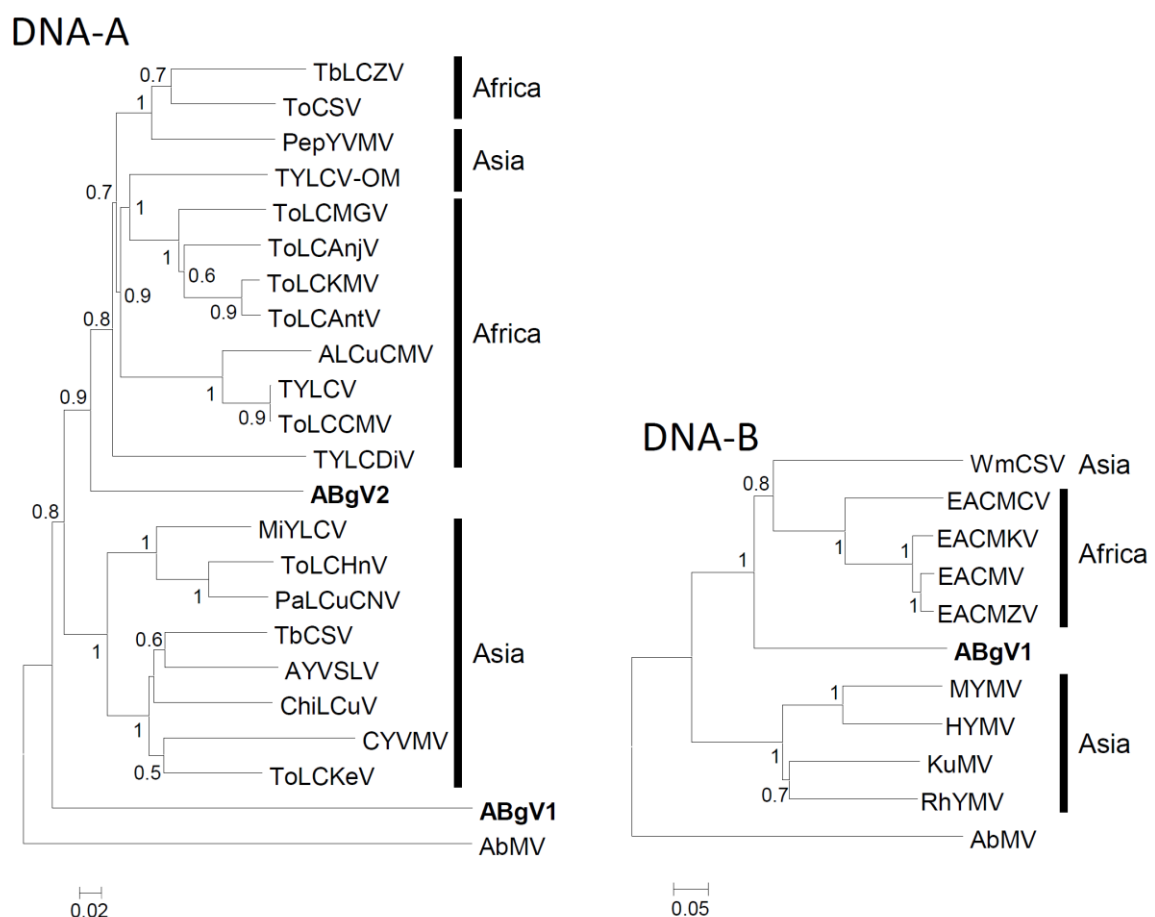 DNA-A
0.7
TbLCZV
1
ToCSV
Africa
PepYVMV
Asia
TYLCV-OM
0.7
1
ToLCMGV
1
ToLCAnjV
0.6
ToLCKMV
0.9
0.9
ToLCAntV
0.8
Africa
ALCuCMV
1
TYLCV
0.9
0.9
ToLCCMV
TYLCDiV
ABgV2
0.8
MiYLCV
1
ToLCHnV
1
PaLCuCNV
0.6
TbCSV
1
AYVSLV
Asia
ChiLCuV
1
CYVMV
0.5
ToLCKeV
ABgV1
AbMV
0.02
DNA-B
WmCSV Asia
0.8
EACMCV
1
1
EACMKV
Africa
1
EACMV
1
EACMZV
ABgV1
1
MYMV
HYMV
Asia
1
KuMV
0.7
RhYMV
AbMV
0.05